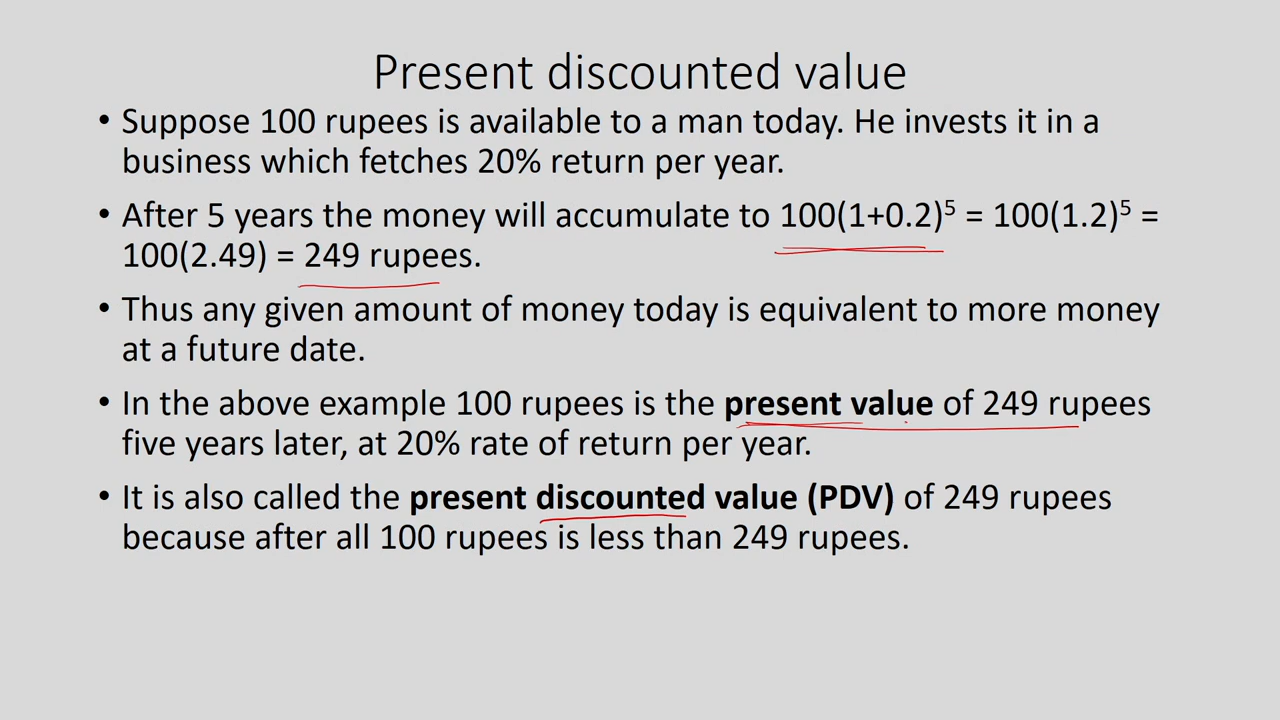 Present discounted value
• Suppose 100 rupees is available to a man today. He invests it in a
business which fetches 20% return per year.
• After 5 years the money will accumulate to 100(1+0.2)⁵ = 100(1.2)⁵ =
100(2.49) = 249 rupees.
• Thus any given amount of money today is equivalent to more money
at a future date.
• In the above example 100 rupees is the present value of 249 rupees
five years later, at 20% rate of return per year.
• It is also called the present discounted value (PDV) of 249 rupees
because after all 100 rupees is less than 249 rupees.